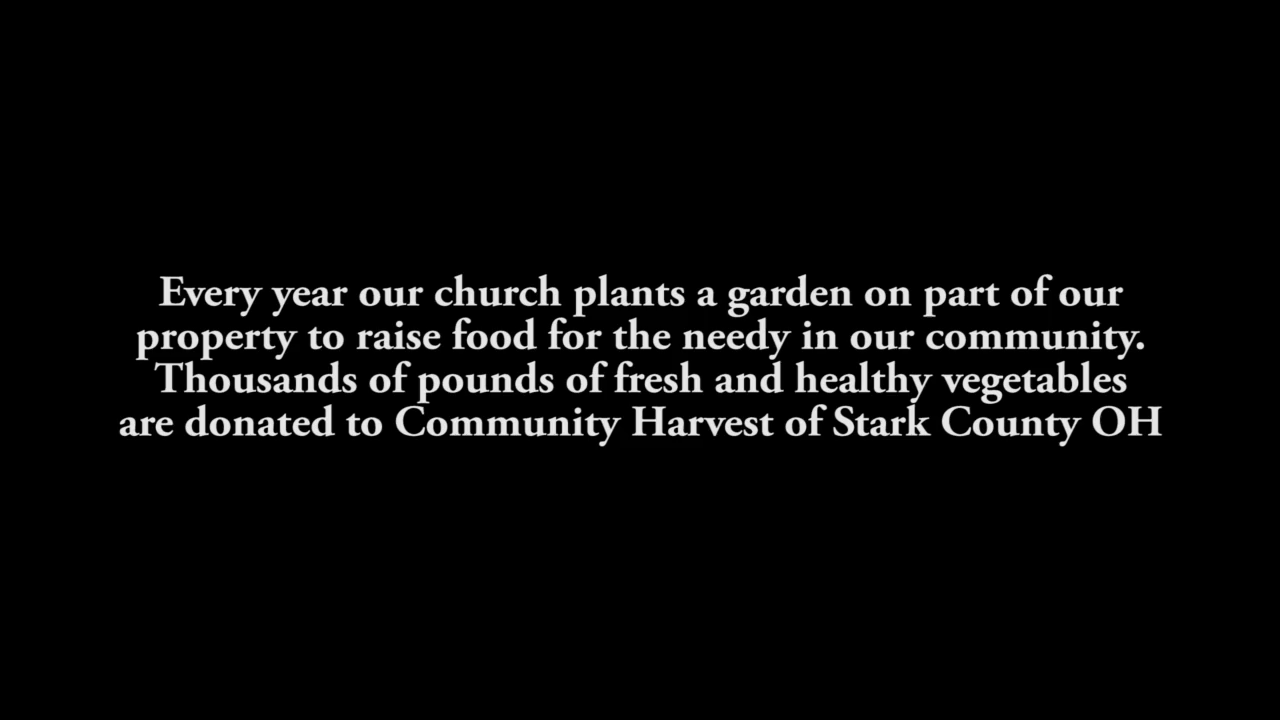 Every year our church plants a garden on part of our
property to raise food for the needy in our community.
Thousands of pounds of fresh and healthy vegetables
are donated to Community Harvest of Stark County OH